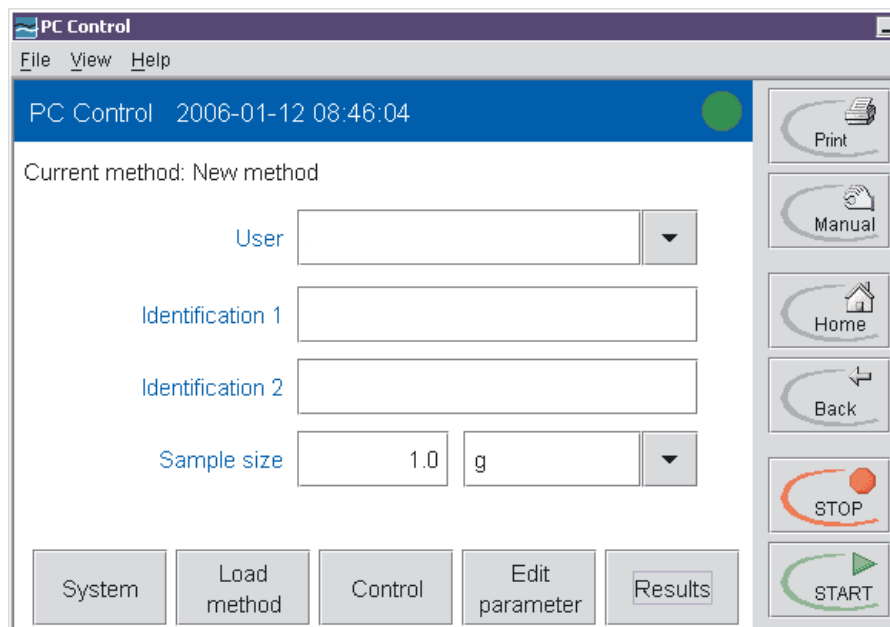 PC Control
File View Help
PC Control 2006-01-12 08:46:04
Current method: New method
User
Identification 1
Identification 2
Sample size 1.0 g
System
Load
method
Control
Edit
parameter
Results
Print
Manual
Home
Back
STOP
START